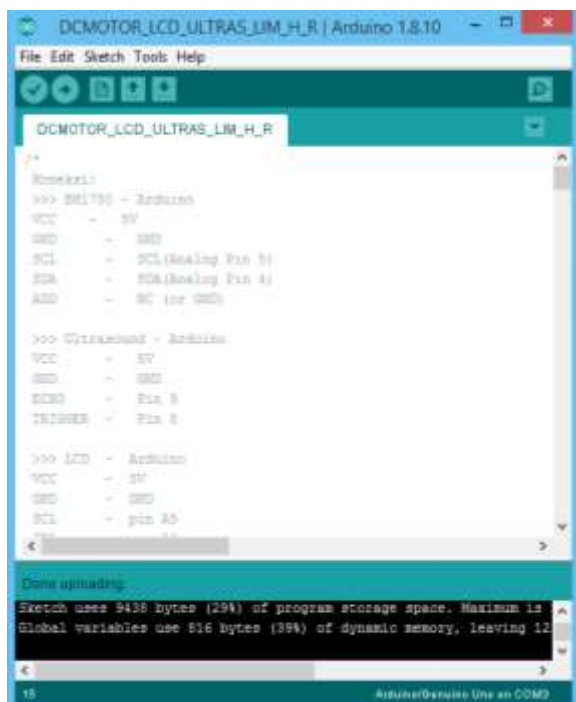 DCMOTOR_LCD_ULTRAS_LIM_H_R | Arduino 1.8.10
File Edit Sketch Tools Help
DCMOTOR_LCD_ULTRAS_LIM_H_R
/*
Koneksi:
>>> BH1750 - Arduino
VCC - 5V
GND - GND
SCL - SCL(Analog Pin 5)
SDA - SDA(Analog Pin 4)
ADD - NC (or GND)
>>> Ultrasound - Arduino
VCC - 5V
GND - GND
ECHO - Pin
TRIGGER - Pin
>>> LCD - Arduino
VCC - 5V
GND - GND
SCL - pin A5
Done uploading
Sketch uses 9438 bytes (29%) of program storage space. Maximum is
Global variables use 816 bytes (39%) of dynamic memory, leaving 12
15
Arduino/Genuino Uno on COM3